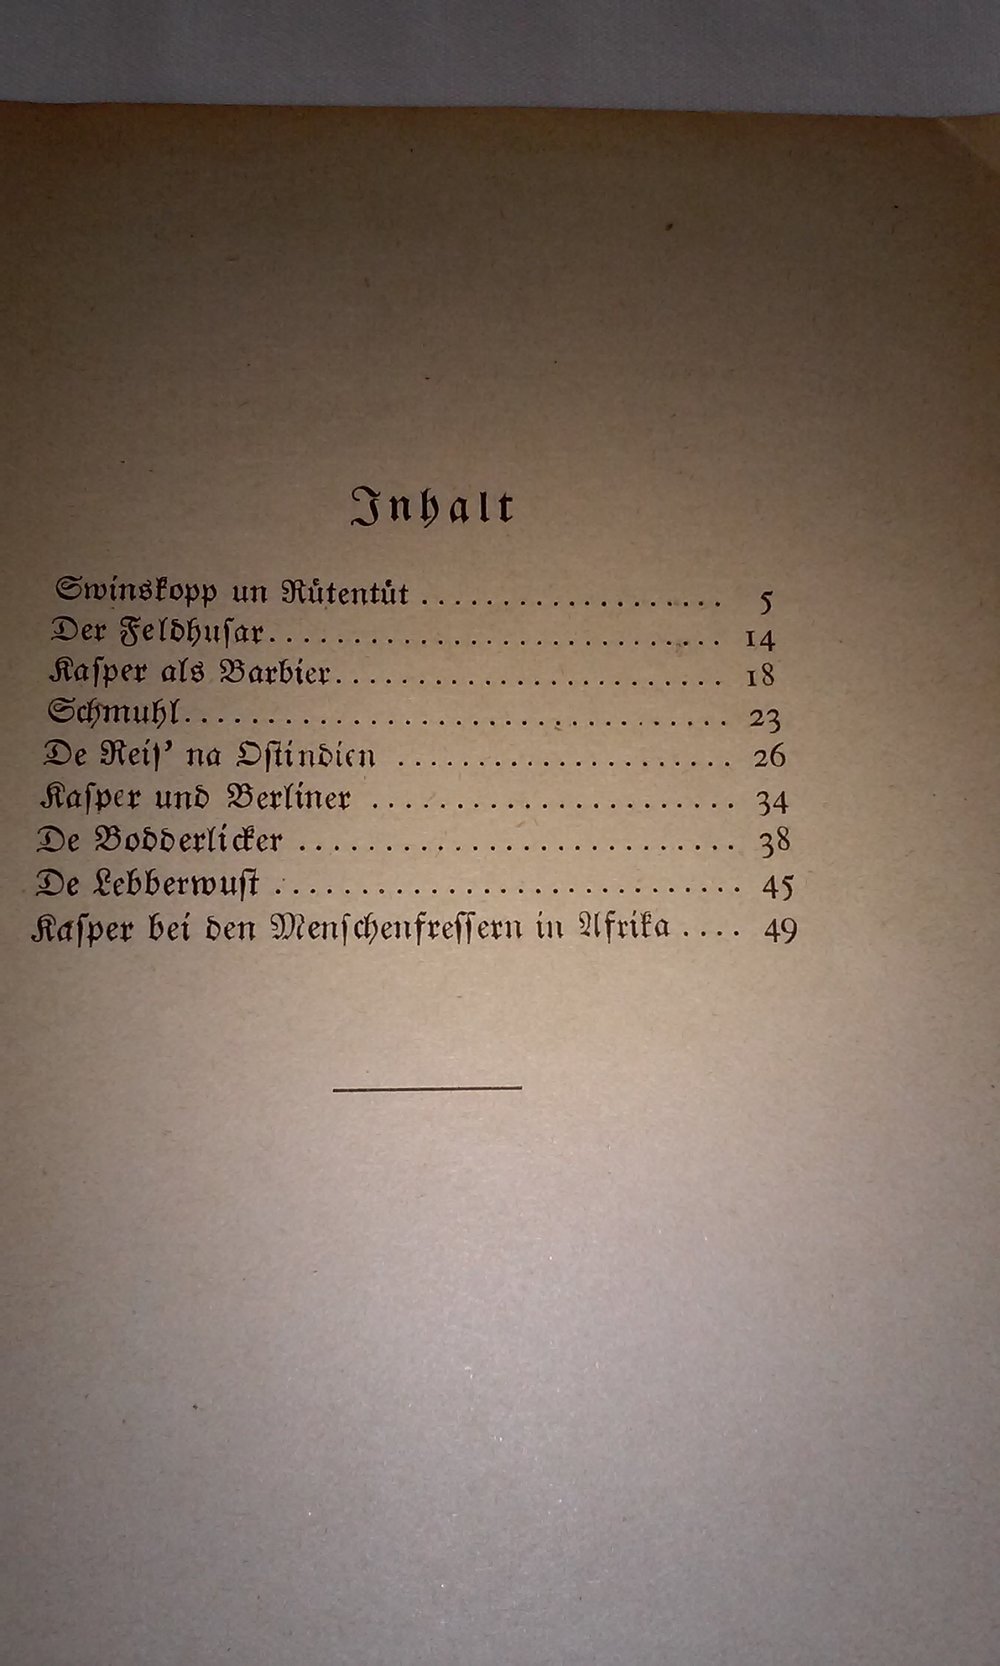 Inhalt
Swinskopp un Rütentüt . . . . . . . . . . . . . . . . . . . 5
Der Feldhuſar. . . . . . . . . . . . . . . . . . . . . . . . . . . . 14
Kaſper als Barbier. . . . . . . . . . . . . . . . . . . . . . . . 18
Schmuhl. . . . . . . . . . . . . . . . . . . . . . . . . . . . . . . . . 23
De Reiſ’ na Oſtindien . . . . . . . . . . . . . . . . . . . . . 26
Kaſper und Berliner . . . . . . . . . . . . . . . . . . . . . . . 34
De Bodderlicker . . . . . . . . . . . . . . . . . . . . . . . . . . . 38
De Lebberwuſt . . . . . . . . . . . . . . . . . . . . . . . . . . . . . 45
Kaſper bei den Menſchenfreſſern in Afrika . . . . 49